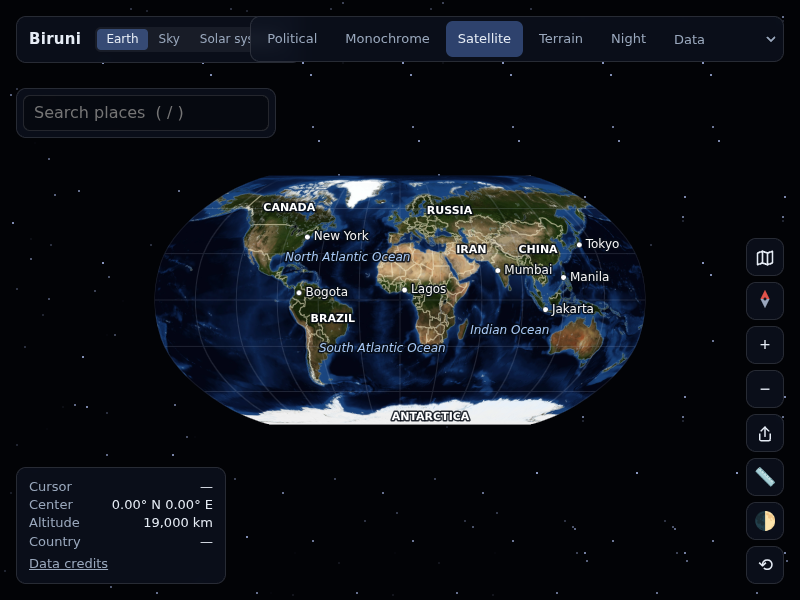 Biruni
Earth Sky Solar sys
Political Monochrome Satellite Terrain Night Data
Search places ( / )
CANADA
RUSSIA
New York
IRAN
CHINA
Tokyo
North Atlantic Ocean
Mumbai
Manila
Bogota
Lagos
Jakarta
BRAZIL
Indian Ocean
South Atlantic Ocean
ANTARCTICA
+
−
Cursor —
Center 0.00° N 0.00° E
Altitude 19,000 km
Country —
Data credits